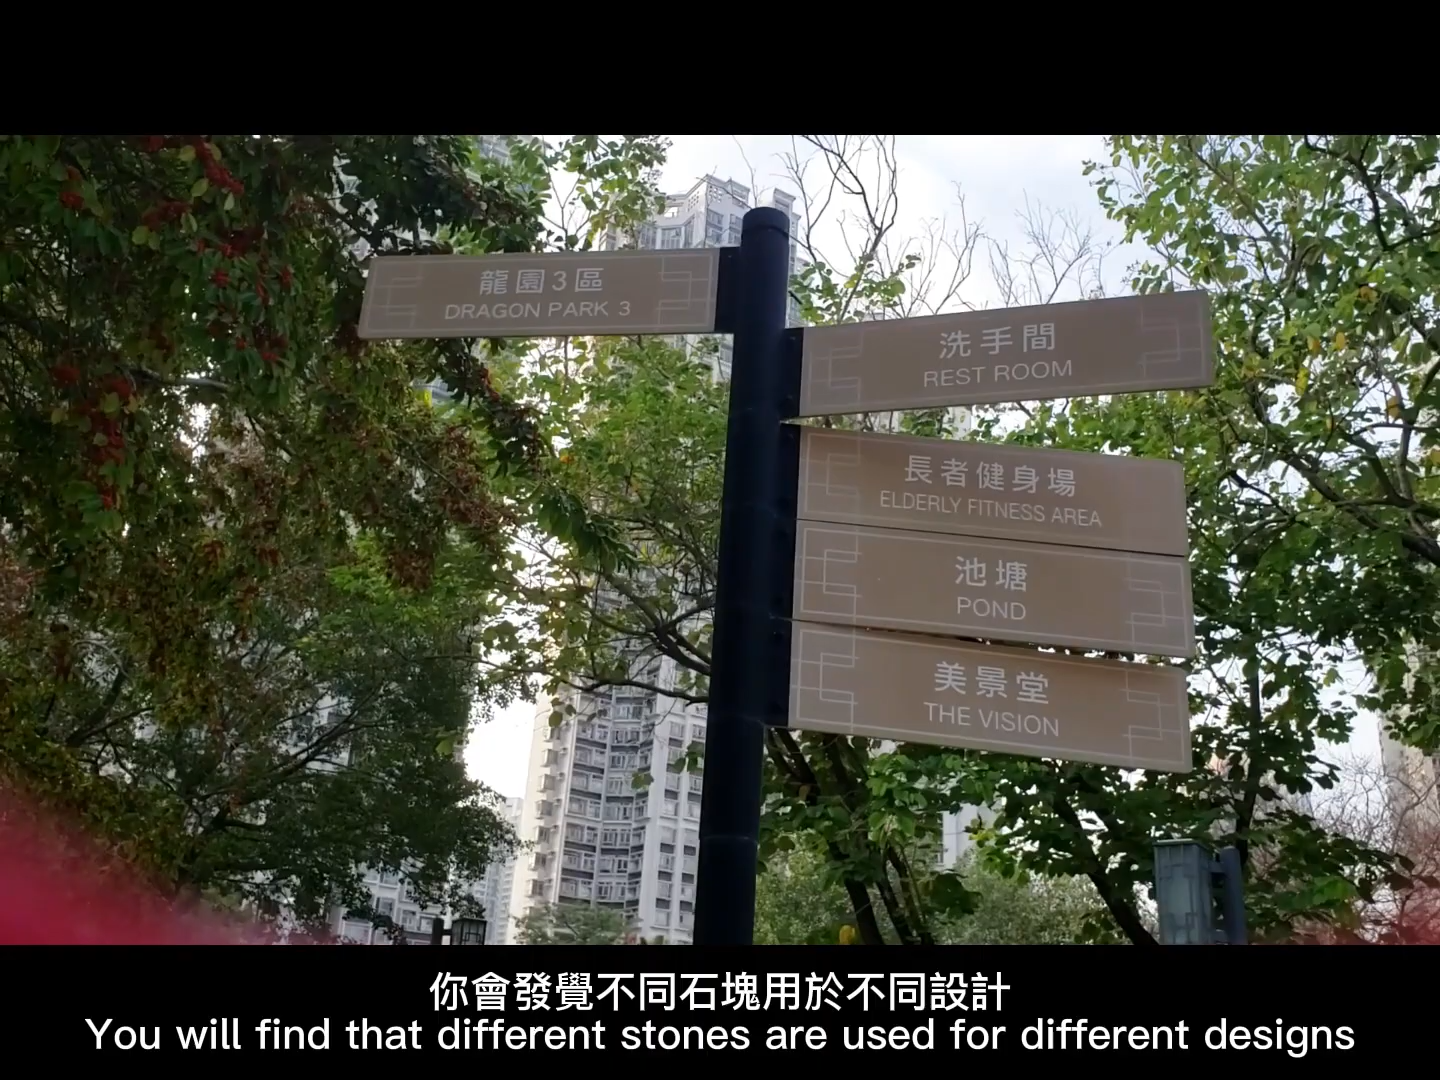 龍園3區
DRAGON PARK 3
洗手間
REST ROOM
長者健身場
ELDERLY FITNESS AREA
池塘
POND
美景堂
THE VISION
你會發覺不同石塊用於不同設計
You will find that different stones are used for different designs